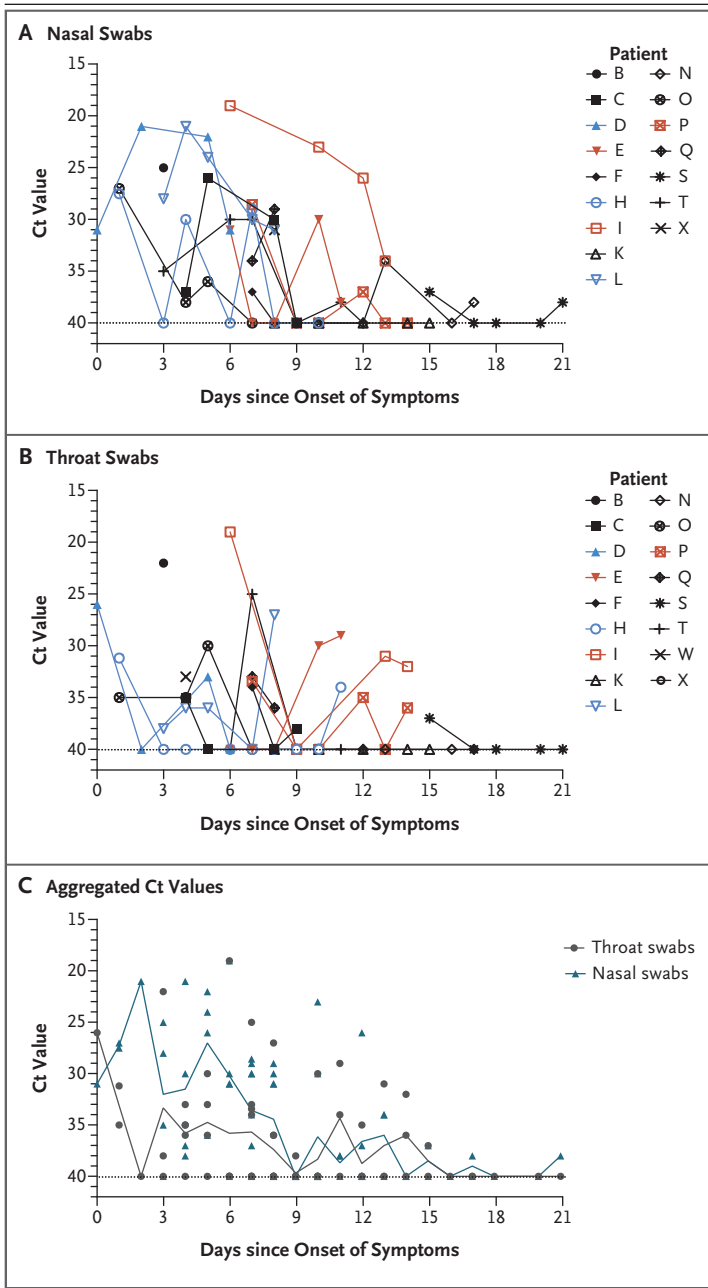 A Nasal Swabs
15
20
25
30
35
40
Ct Value
0 3 6 9 12 15 18 21
Days since Onset of Symptoms
Patient
B N
C O
D P
E Q
F S
H T
I X
K
L
B Throat Swabs
15
20
25
30
35
40
Ct Value
0 3 6 9 12 15 18 21
Days since Onset of Symptoms
Patient
B N
C O
D P
E Q
F S
H T
I W
K X
L
C Aggregated Ct Values
15
20
25
30
35
40
Ct Value
0 3 6 9 12 15 18 21
Days since Onset of Symptoms
Throat swabs
Nasal swabs